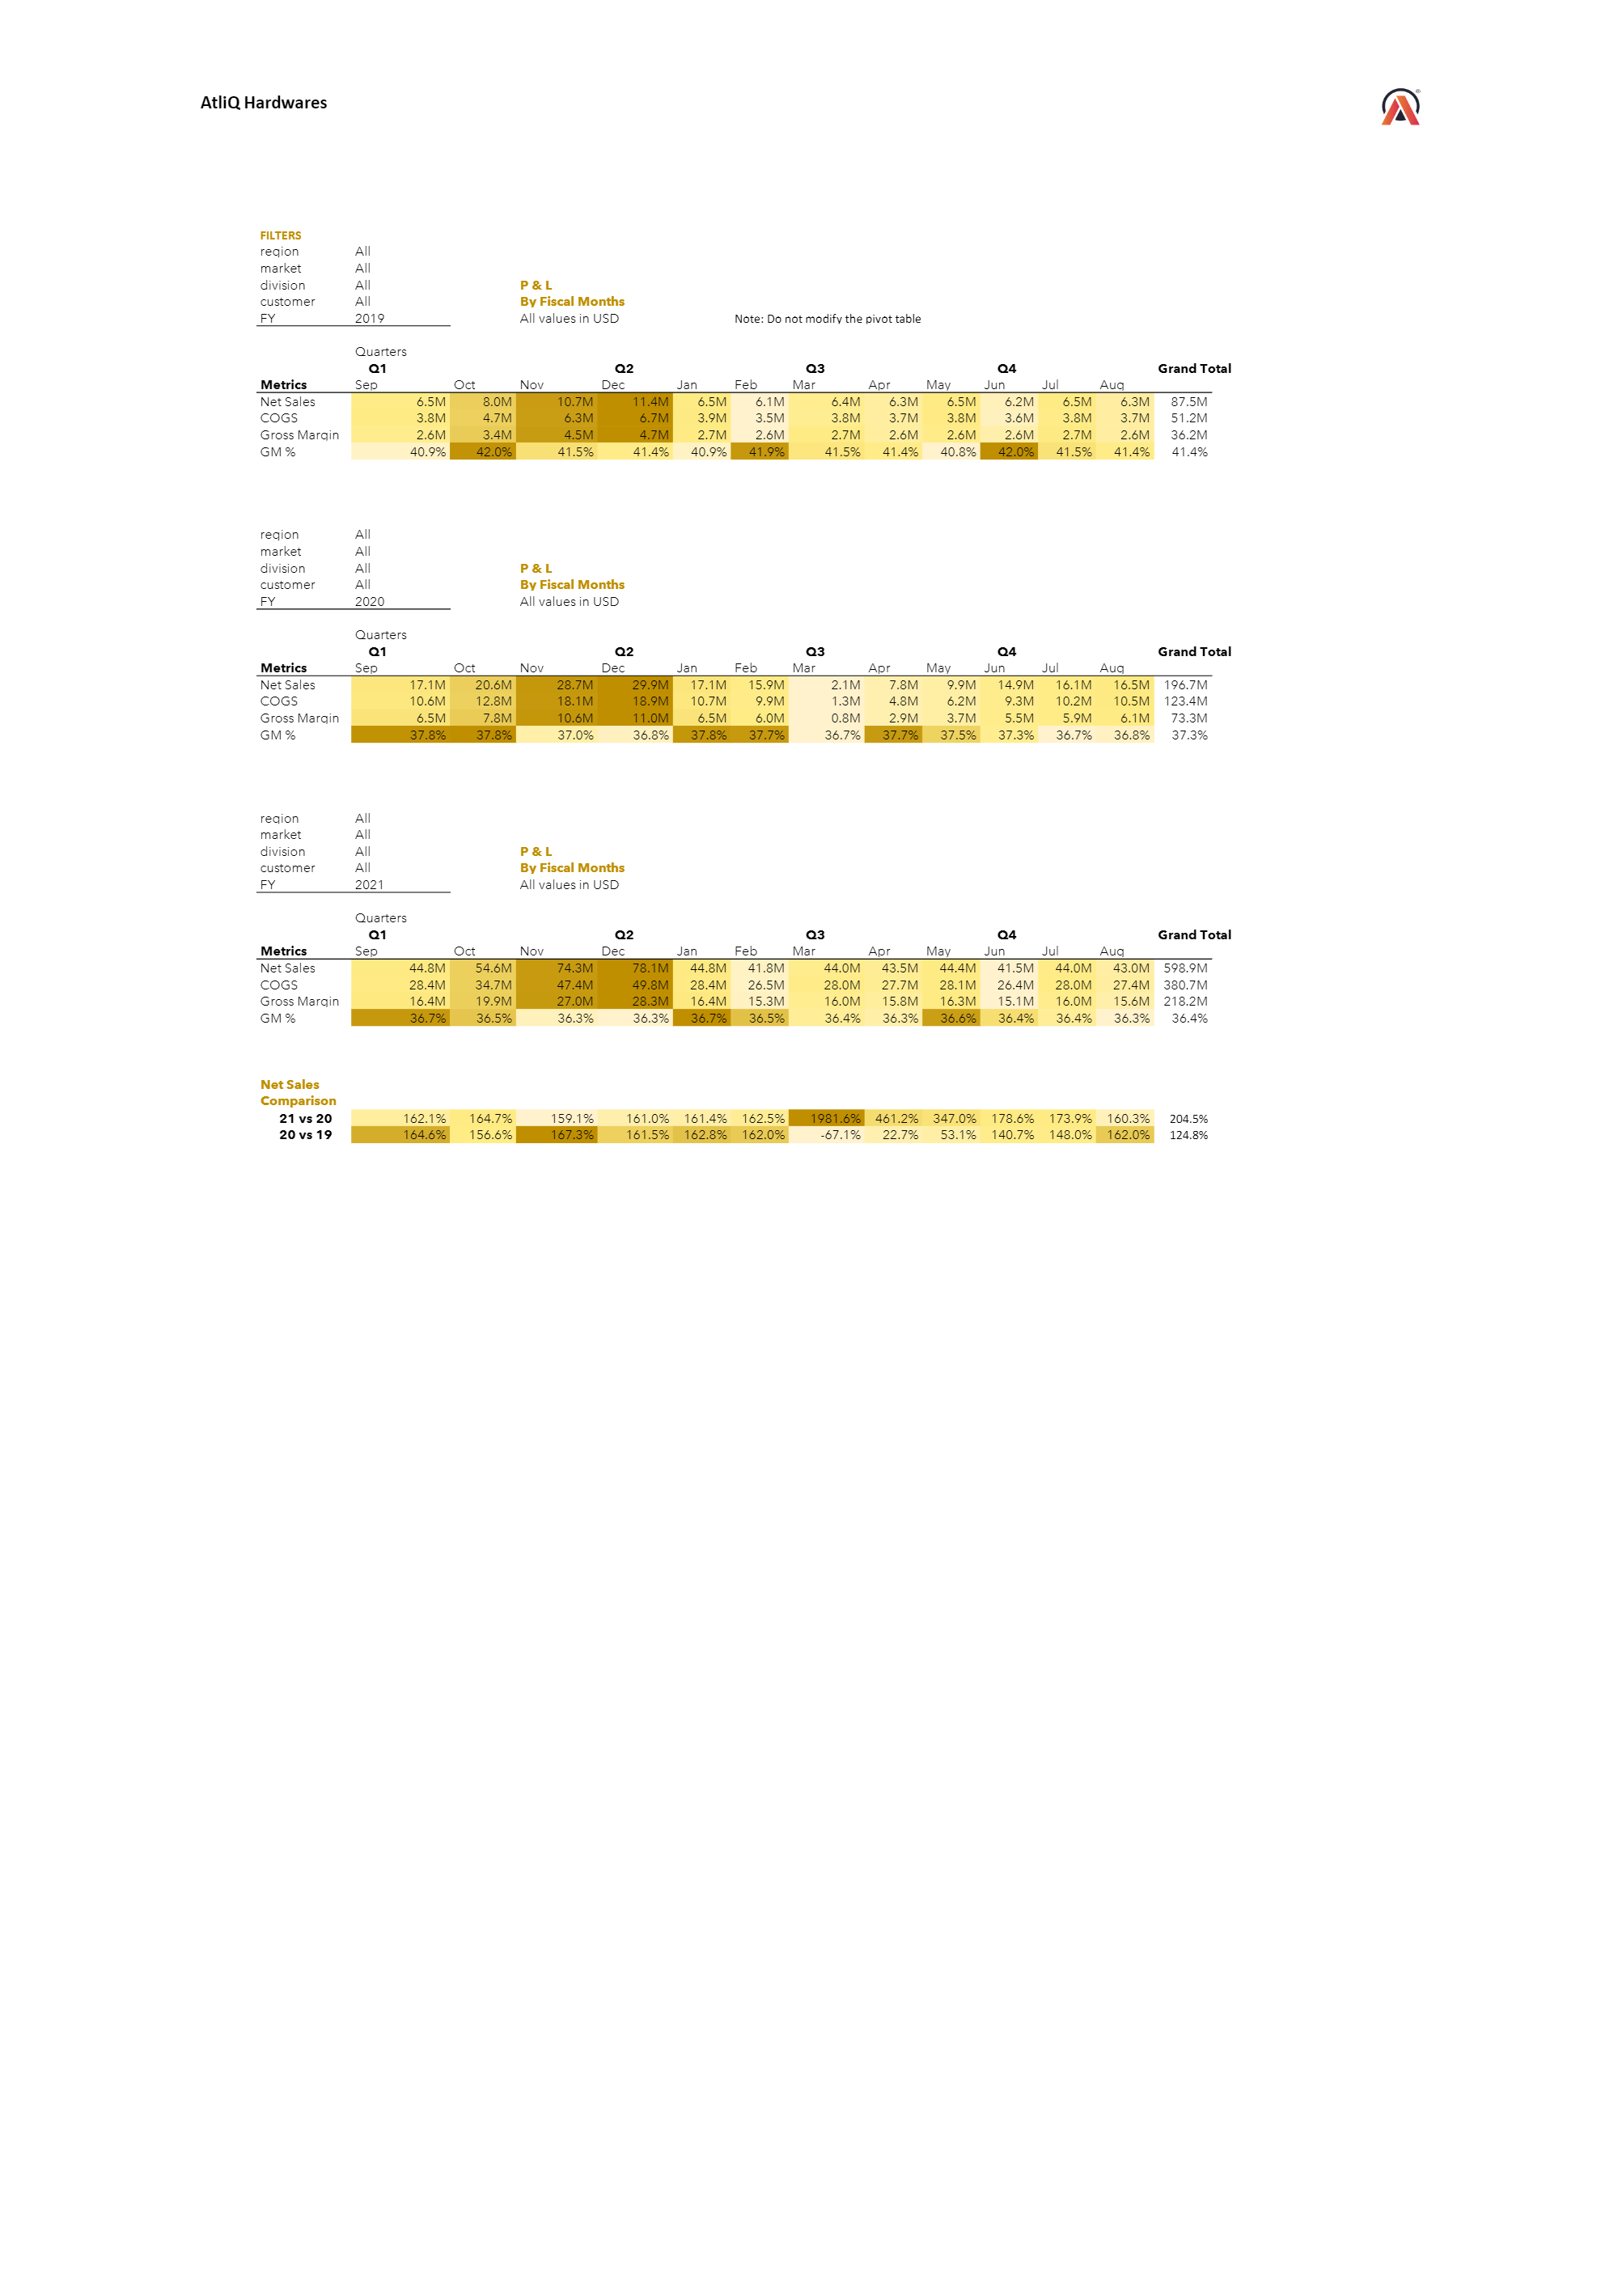 AtliQ Hardwares
FILTERS
region All
market All
division All P & L
customer All By Fiscal Months
FY 2019 All values in USD Note: Do not modify the pivot table
Quarters
Q1 Q2 Q3 Q4 Grand Total
Metrics Sep Oct Nov Dec Jan Feb Mar Apr May Jun Jul Aug
Net Sales 6.5M 8.0M 10.7M 11.4M 6.5M 6.1M 6.4M 6.3M 6.5M 6.2M 6.5M 6.3M 87.5M
COGS 3.8M 4.7M 6.3M 6.7M 3.9M 3.5M 3.8M 3.7M 3.8M 3.6M 3.8M 3.7M 51.2M
Gross Margin 2.6M 3.4M 4.5M 4.7M 2.7M 2.6M 2.7M 2.6M 2.6M 2.6M 2.7M 2.6M 36.2M
GM % 40.9% 42.0% 41.5% 41.4% 40.9% 41.9% 41.5% 41.4% 40.8% 42.0% 41.5% 41.4% 41.4%
region All
market All
division All P & L
customer All By Fiscal Months
FY 2020 All values in USD
Quarters
Q1 Q2 Q3 Q4 Grand Total
Metrics Sep Oct Nov Dec Jan Feb Mar Apr May Jun Jul Aug
Net Sales 17.1M 20.6M 28.7M 29.9M 17.1M 15.9M 2.1M 7.8M 9.9M 14.9M 16.1M 16.5M 196.7M
COGS 10.6M 12.8M 18.1M 18.9M 10.7M 9.9M 1.3M 4.8M 6.2M 9.3M 10.2M 10.5M 123.4M
Gross Margin 6.5M 7.8M 10.6M 11.0M 6.5M 6.0M 0.8M 2.9M 3.7M 5.5M 5.9M 6.1M 73.3M
GM % 37.8% 37.8% 37.0% 36.8% 37.8% 37.7% 36.7% 37.7% 37.5% 37.3% 36.7% 36.8% 37.3%
region All
market All
division All P & L
customer All By Fiscal Months
FY 2021 All values in USD
Quarters
Q1 Q2 Q3 Q4 Grand Total
Metrics Sep Oct Nov Dec Jan Feb Mar Apr May Jun Jul Aug
Net Sales 44.8M 54.6M 74.3M 78.1M 44.8M 41.8M 44.0M 43.5M 44.4M 41.5M 44.0M 43.0M 598.9M
COGS 28.4M 34.7M 47.4M 49.8M 28.4M 26.5M 28.0M 27.7M 28.1M 26.4M 28.0M 27.4M 380.7M
Gross Margin 16.4M 19.9M 27.0M 28.3M 16.4M 15.3M 16.0M 15.8M 16.3M 15.1M 16.0M 15.6M 218.2M
GM % 36.7% 36.5% 36.3% 36.3% 36.7% 36.5% 36.4% 36.3% 36.6% 36.4% 36.4% 36.3% 36.4%
Net Sales
Comparison
21 vs 20 162.1% 164.7% 159.1% 161.0% 161.4% 162.5% 1981.6% 461.2% 347.0% 178.6% 173.9% 160.3% 204.5%
20 vs 19 164.6% 156.6% 167.3% 161.5% 162.8% 162.0% -67.1% 22.7% 53.1% 140.7% 148.0% 162.0% 124.8%